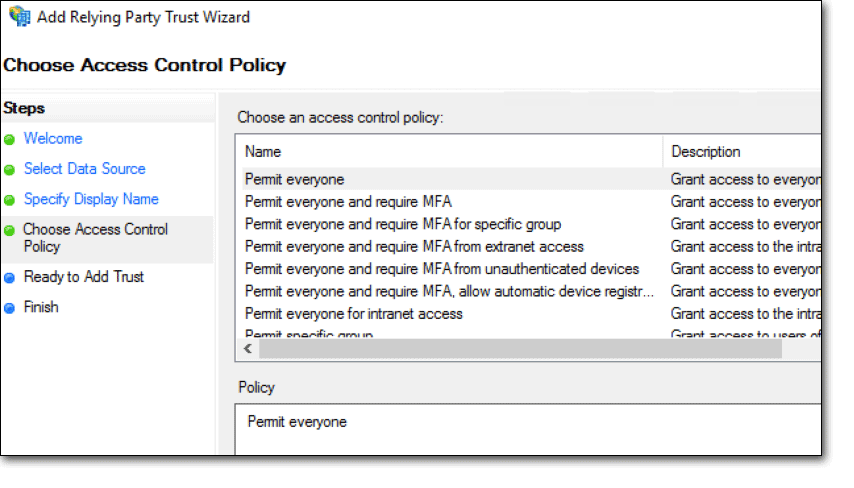 Add Relying Party Trust Wizard
Choose Access Control Policy
Steps
Welcome
Select Data Source
Specify Display Name
Choose Access Control
Policy
Ready to Add Trust
Finish
Choose an access control policy:
Name Description
Permit everyone Grant access to everyon
Permit everyone and require MFA Grant access to everyon
Permit everyone and require MFA for specific group Grant access to everyon
Permit everyone and require MFA from extranet access Grant access to the intra
Permit everyone and require MFA from unauthenticated devices Grant access to everyon
Permit everyone and require MFA, allow automatic device registr... Grant access to everyon
Permit everyone for intranet access Grant access to the intra
Permit specific group Grant access to users of
Policy
Permit everyone